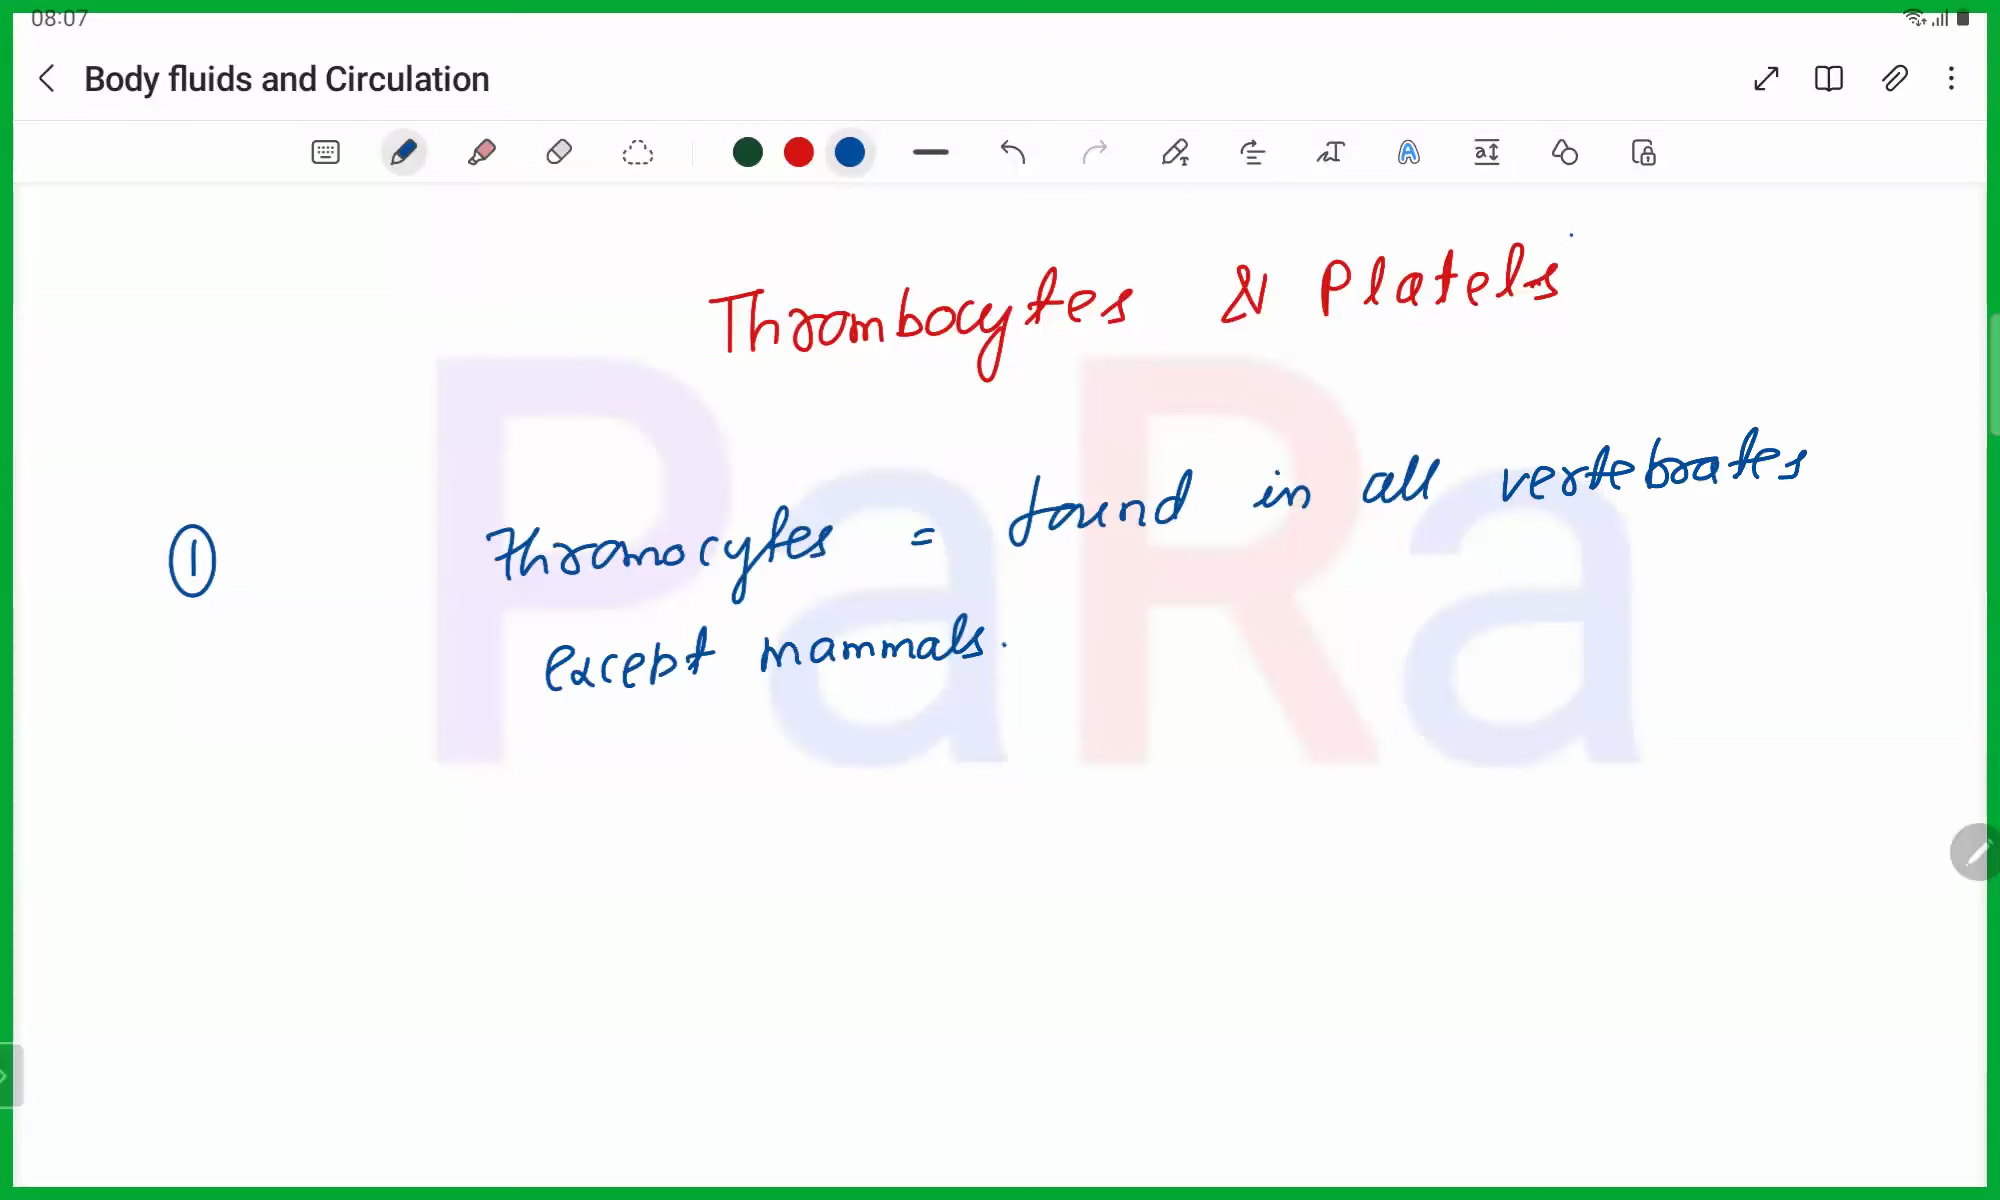 08:07
Body fluids and Circulation
Thrombocytes & Platels
① Thromocytes = found in all vertebrates
except mammals.
PaRa